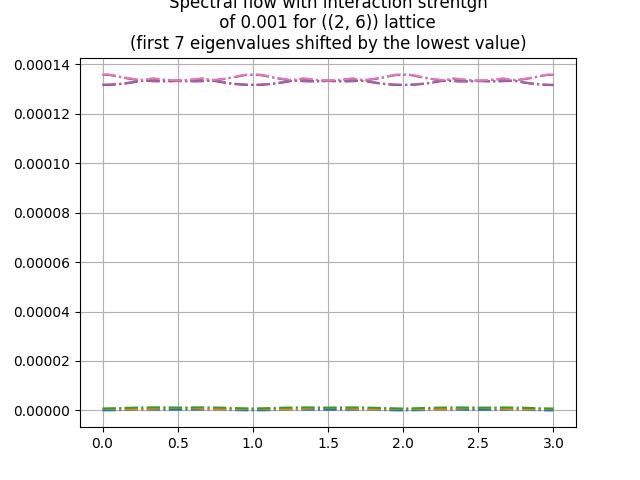 Spectral flow with interaction strentgh
of 0.001 for ((2, 6)) lattice
(first 7 eigenvalues shifted by the lowest value)
0.00014
0.00012
0.00010
0.00008
0.00006
0.00004
0.00002
0.00000
0.0 0.5 1.0 1.5 2.0 2.5 3.0